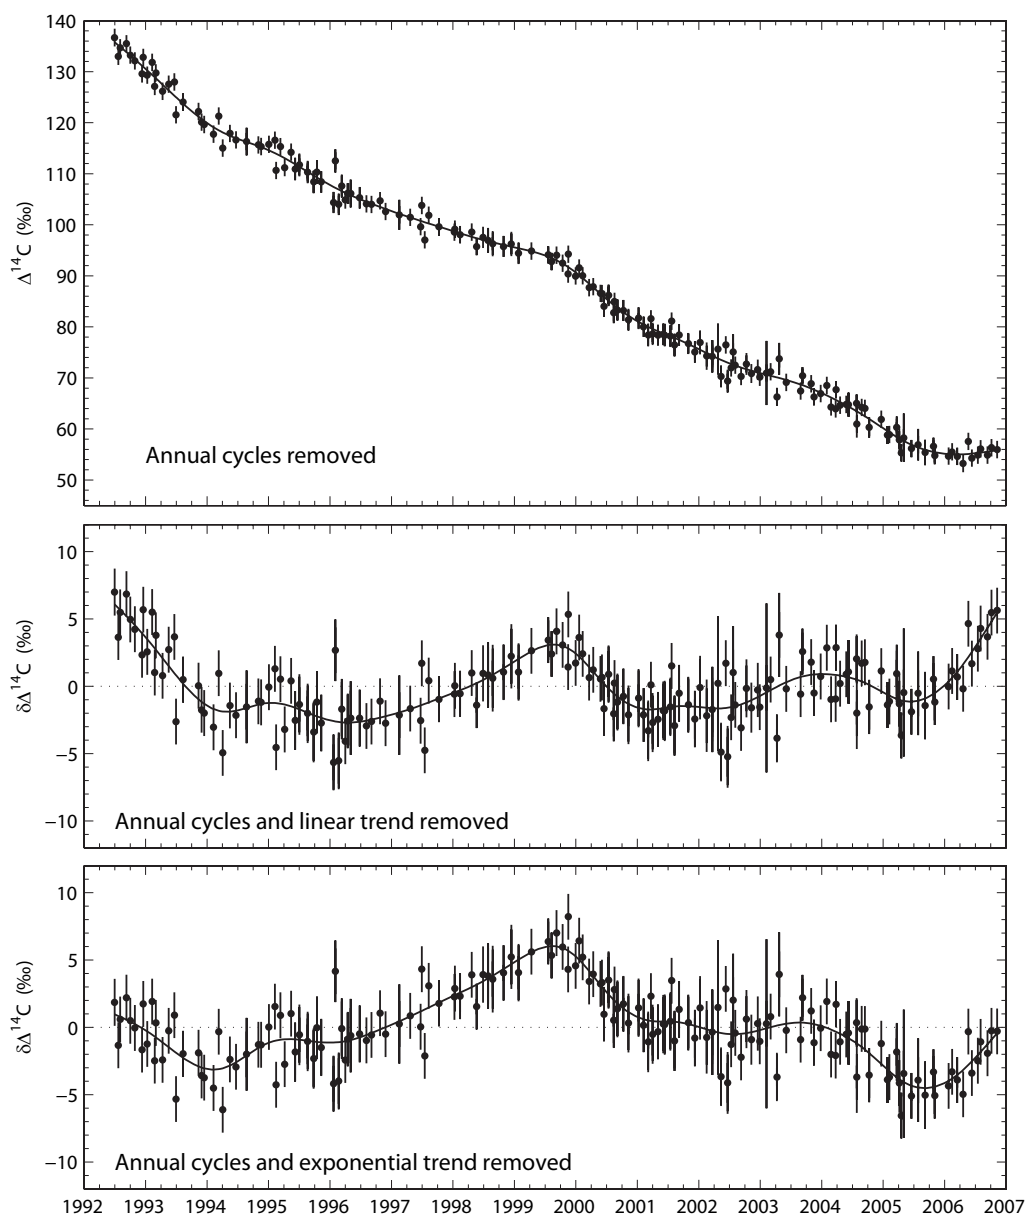 140
130
120
110
100
90
80
70
60
50
Δ¹⁴C (‰)
Annual cycles removed
10
5
0
−5
−10
δΔ¹⁴C (‰)
Annual cycles and linear trend removed
10
5
0
−5
−10
δΔ¹⁴C (‰)
Annual cycles and exponential trend removed
1992 1993 1994 1995 1996 1997 1998 1999 2000 2001 2002 2003 2004 2005 2006 2007